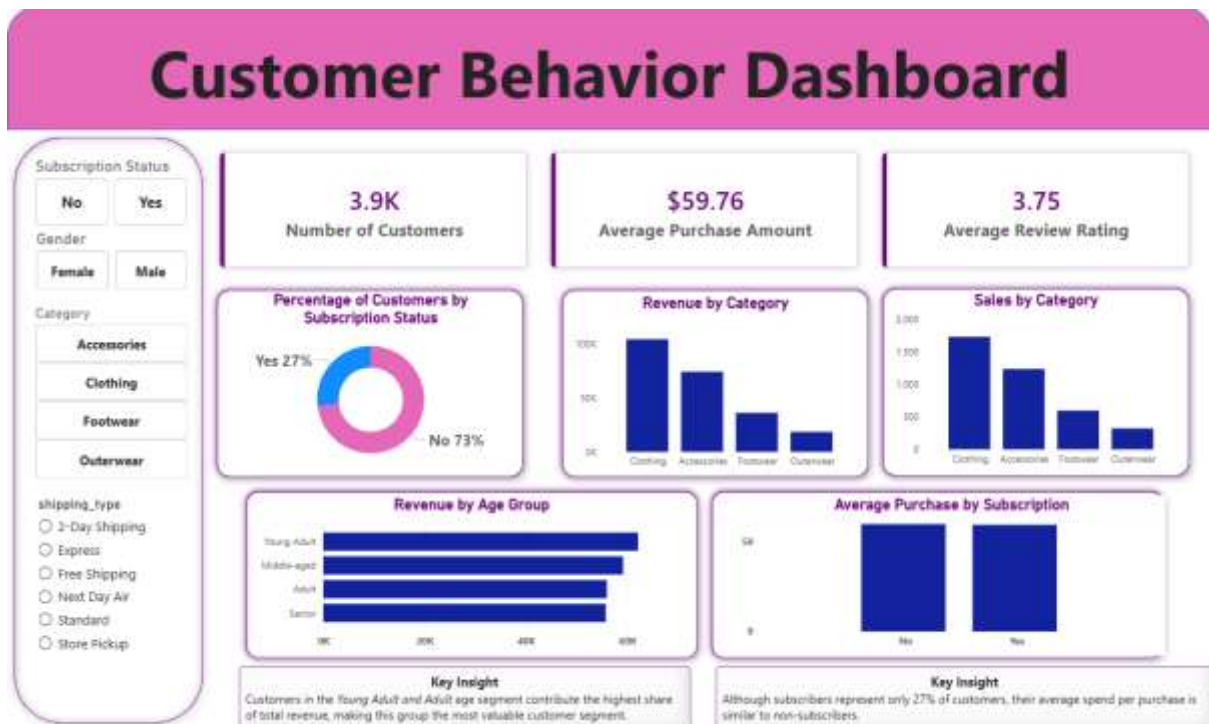 Customer Behavior Dashboard
Subscription Status
No
Yes
Gender
Female
Male
Category
Accessories
Clothing
Footwear
Outerwear
shipping_type
2-Day Shipping
Express
Free Shipping
Next Day Air
Standard
Store Pickup
3.9K
Number of Customers
$59.76
Average Purchase Amount
3.75
Average Review Rating
Percentage of Customers by
Subscription Status
Yes 27%
No 73%
Revenue by Category
100K
50K
0K
Clothing Accessories Footwear Outerwear
Sales by Category
2.000
1.500
1.000
500
0
Clothing Accessories Footwear Outerwear
Revenue by Age Group
Young Adult
Middle-aged
Adult
Senior
0K 20K 40K 60K
Average Purchase by Subscription
50
0
No Yes
Key Insight
Customers in the Young Adult and Adult age segment contribute the highest share
of total revenue, making this group the most valuable customer segment.
Key Insight
Although subscribers represent only 27% of customers, their average spend per purchase is
similar to non-subscribers.